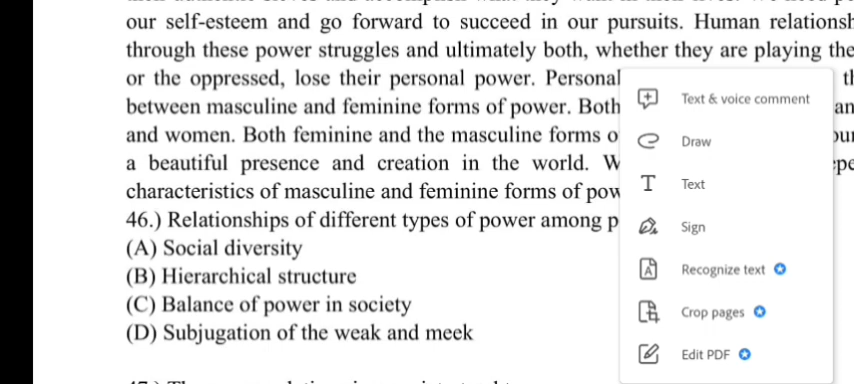 our self-esteem and go forward to succeed in our pursuits. Human
through these power struggles and ultimately both, whether they are playing the
or the oppressed, lose their personal power. Personal
between masculine and feminine forms of power. Both
and women. Both feminine and the masculine forms
a beautiful presence and creation in the world.
characteristics of masculine and feminine forms of
46.) Relationships of different types of power among
(A) Social diversity
(B) Hierarchical structure
(C) Balance of power in society
(D) Subjugation of the weak and meek
Text & voice comment
Draw
Text
Sign
Recognize text
Crop pages
Edit PDF